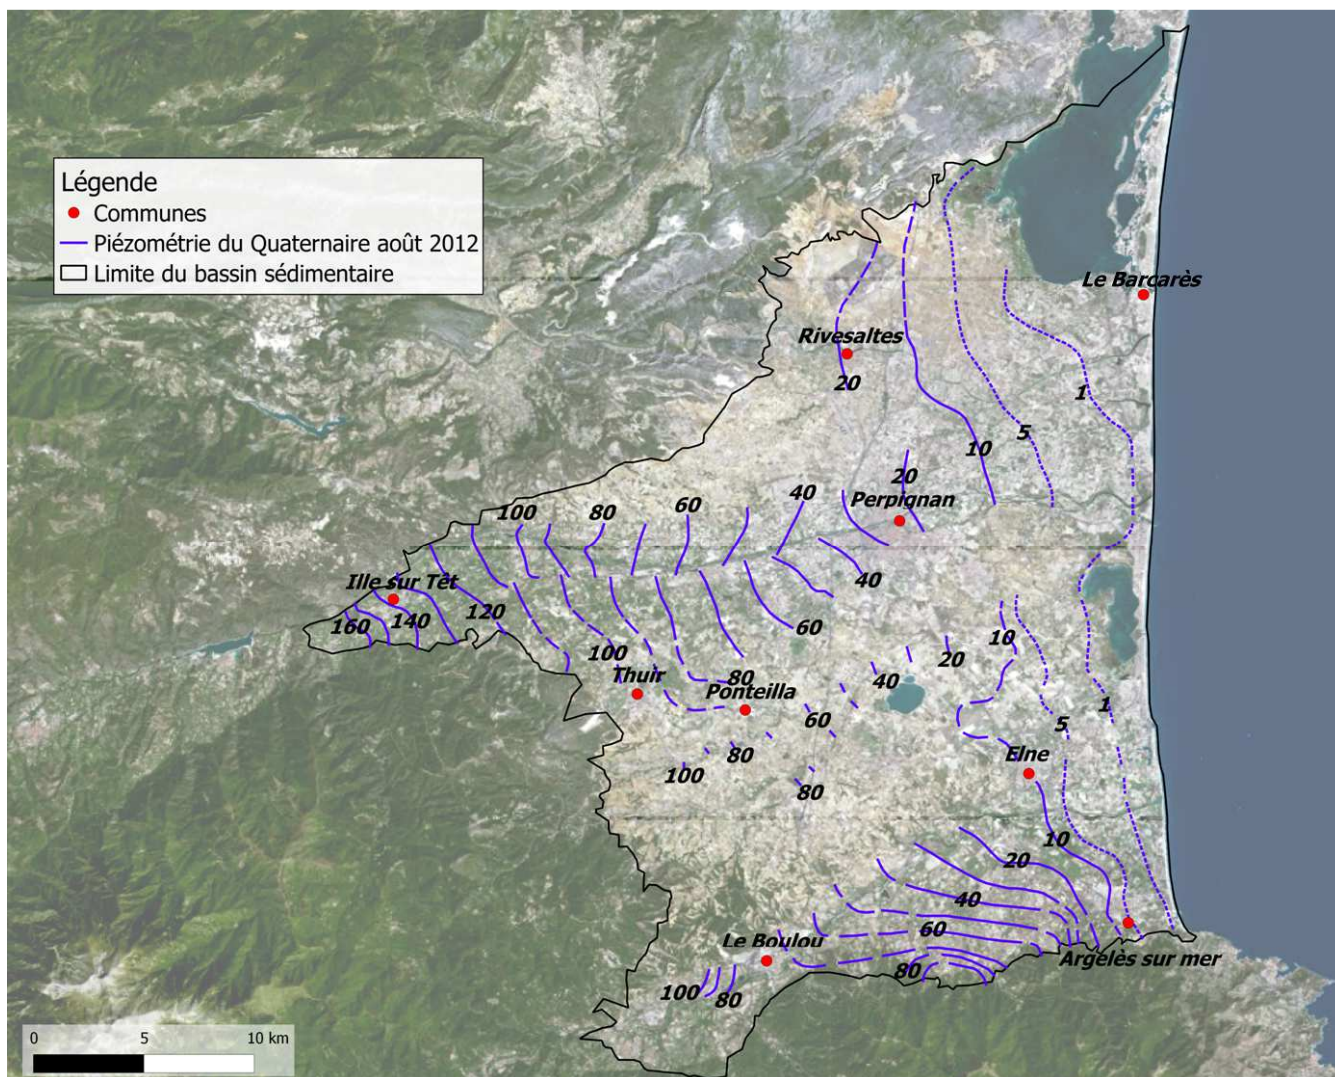 Légende
Communes
Piézométrie du Quaternaire août 2012
Limite du bassin sédimentaire
Le Barcarès
Rivesaltes
20
1
5
10
20
Perpignan
40
60
80
100
40
Ille sur Têt
160
140
120
60
10
20
100
Thuir
80
Ponteilla
40
60
1
5
Elne
80
100
80
10
20
40
60
Le Boulou
Argelès sur mer
80
100
80
0 5 10 km